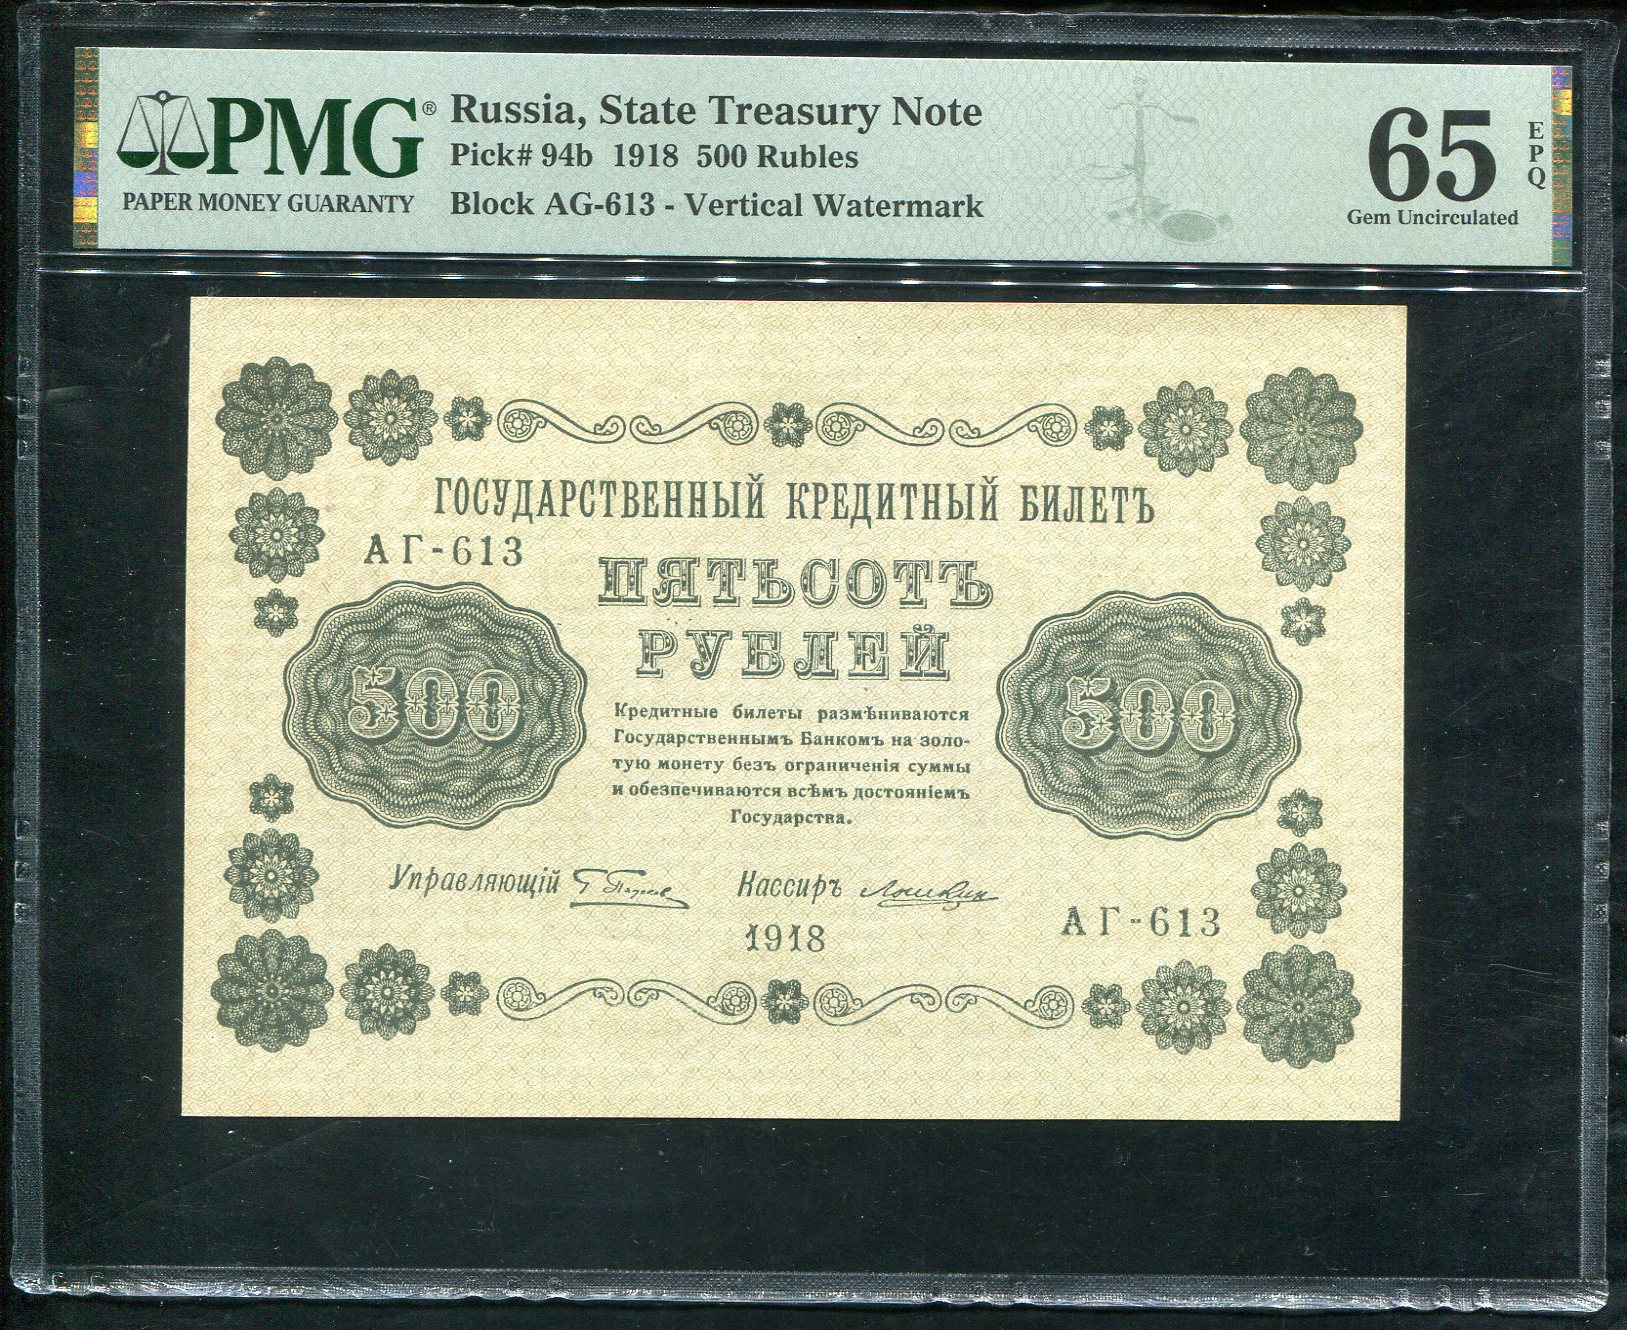 PMG®
PAPER MONEY GUARANTY
Russia, State Treasury Note
Pick# 94b 1918 500 Rubles
Block AG-613 - Vertical Watermark
65
EPQ
Gem Uncirculated
ГОСУДАРСТВЕННЫЙ КРЕДИТНЫЙ БИЛЕТЪ
АГ-613
ПЯТЬСОТЪ
РУБЛЕЙ
500
500
Кредитные билеты размѣниваются
Государственнымъ Банкомъ на золо-
тую монету безъ ограниченія суммы
и обезпечиваются всѣмъ достояніемъ
Государства.
Управляющій
Кассиръ
1918
АГ-613